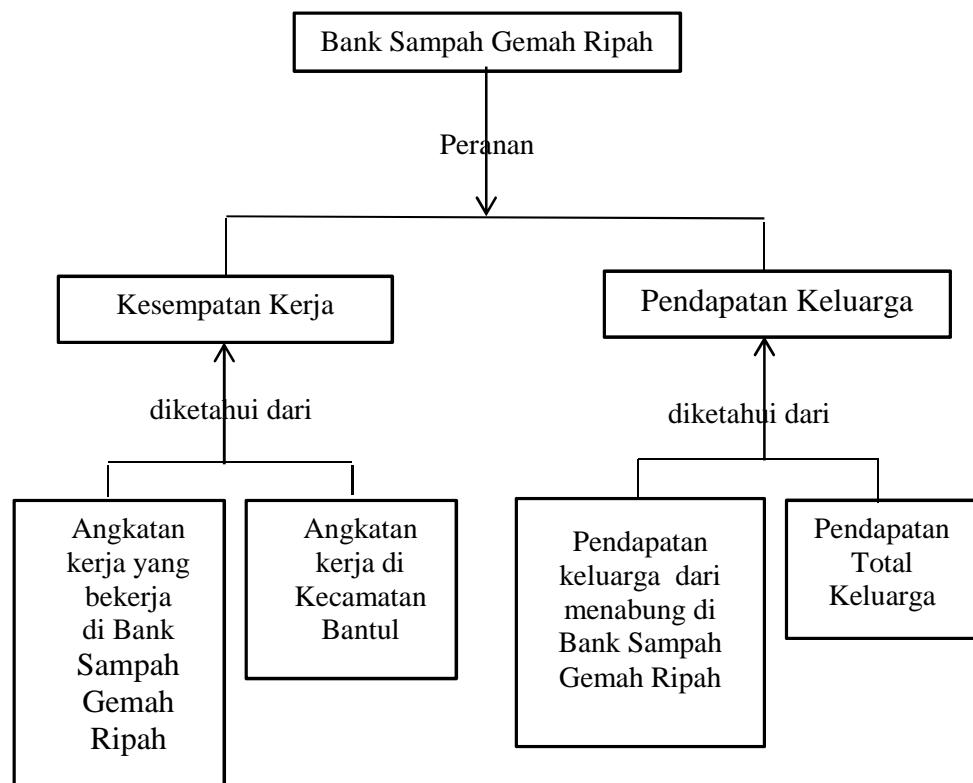 Bank Sampah Gemah Ripah
Peranan
Kesempatan Kerja
Pendapatan Keluarga
diketahui dari
diketahui dari
Angkatan
kerja yang
bekerja
di Bank
Sampah
Gemah
Ripah
Angkatan
kerja di
Kecamatan
Bantul
Pendapatan
keluarga dari
menabung di
Bank Sampah
Gemah Ripah
Pendapatan
Total
Keluarga